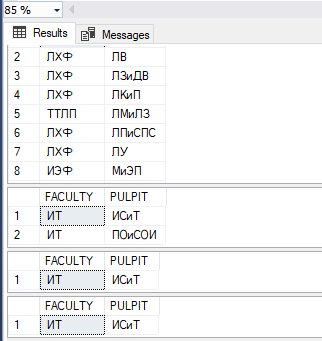 85 %
Results Messages
2 ЛХФ ЛВ
3 ЛХФ ЛЗиДВ
4 ЛХФ ЛКиП
5 ТТЛП ЛМиЛЗ
6 ЛХФ ЛПиСПС
7 ЛХФ ЛУ
8 ИЭФ МиЭП
FACULTY PULPIT
1 ИТ ИСиТ
2 ИТ ПОиСОИ
FACULTY PULPIT
1 ИТ ИСиТ
FACULTY PULPIT
1 ИТ ИСиТ